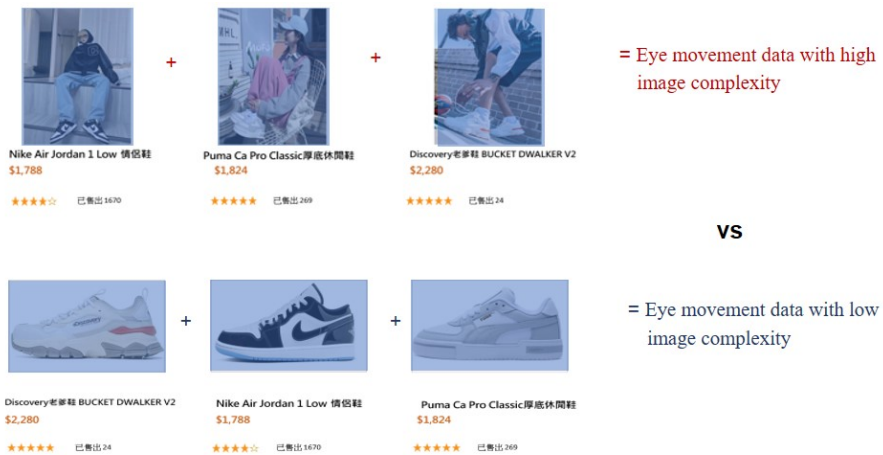 +
+
= Eye movement data with high
image complexity
Nike Air Jordan 1 Low 情侶鞋
Puma Ca Pro Classic厚底休閒鞋
Discovery老爹鞋 BUCKET DWALKER V2
$1,788
$1,824
$2,280
★★★★☆ 已售出1670
★★★★★ 已售出269
★★★★★ 已售出24
vs
+
+
= Eye movement data with low
image complexity
Discovery老爹鞋 BUCKET DWALKER V2
Nike Air Jordan 1 Low 情侶鞋
Puma Ca Pro Classic厚底休閒鞋
$2,280
$1,788
$1,824
★★★★★ 已售出24
★★★★☆ 已售出1670
★★★★★ 已售出269